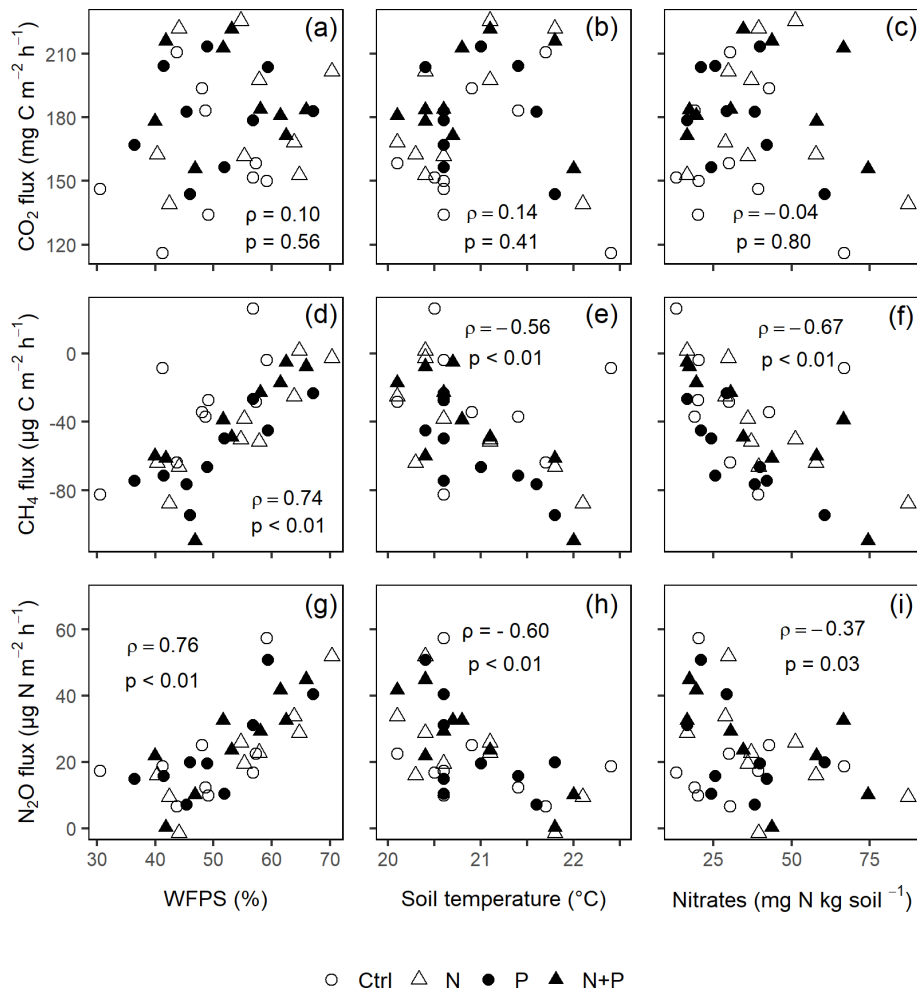 (a) (b) (c)
CO₂ flux (mg C m⁻² h⁻¹)
210
180
150
120
ρ = 0.10
p = 0.56
ρ = 0.14
p = 0.41
ρ = −0.04
p = 0.80
(d) (e) (f)
CH₄ flux (µg C m⁻² h⁻¹)
0
-40
-80
ρ = 0.74
p < 0.01
ρ = − 0.56
p < 0.01
ρ = −0.67
p < 0.01
(g) (h) (i)
N₂O flux (µg N m⁻² h⁻¹)
60
40
20
0
ρ = 0.76
p < 0.01
ρ = - 0.60
p < 0.01
ρ = −0.37
p = 0.03
30 40 50 60 70
20 21 22
25 50 75
WFPS (%)
Soil temperature (°C)
Nitrates (mg N kg soil ⁻¹)
Ctrl N P N+P